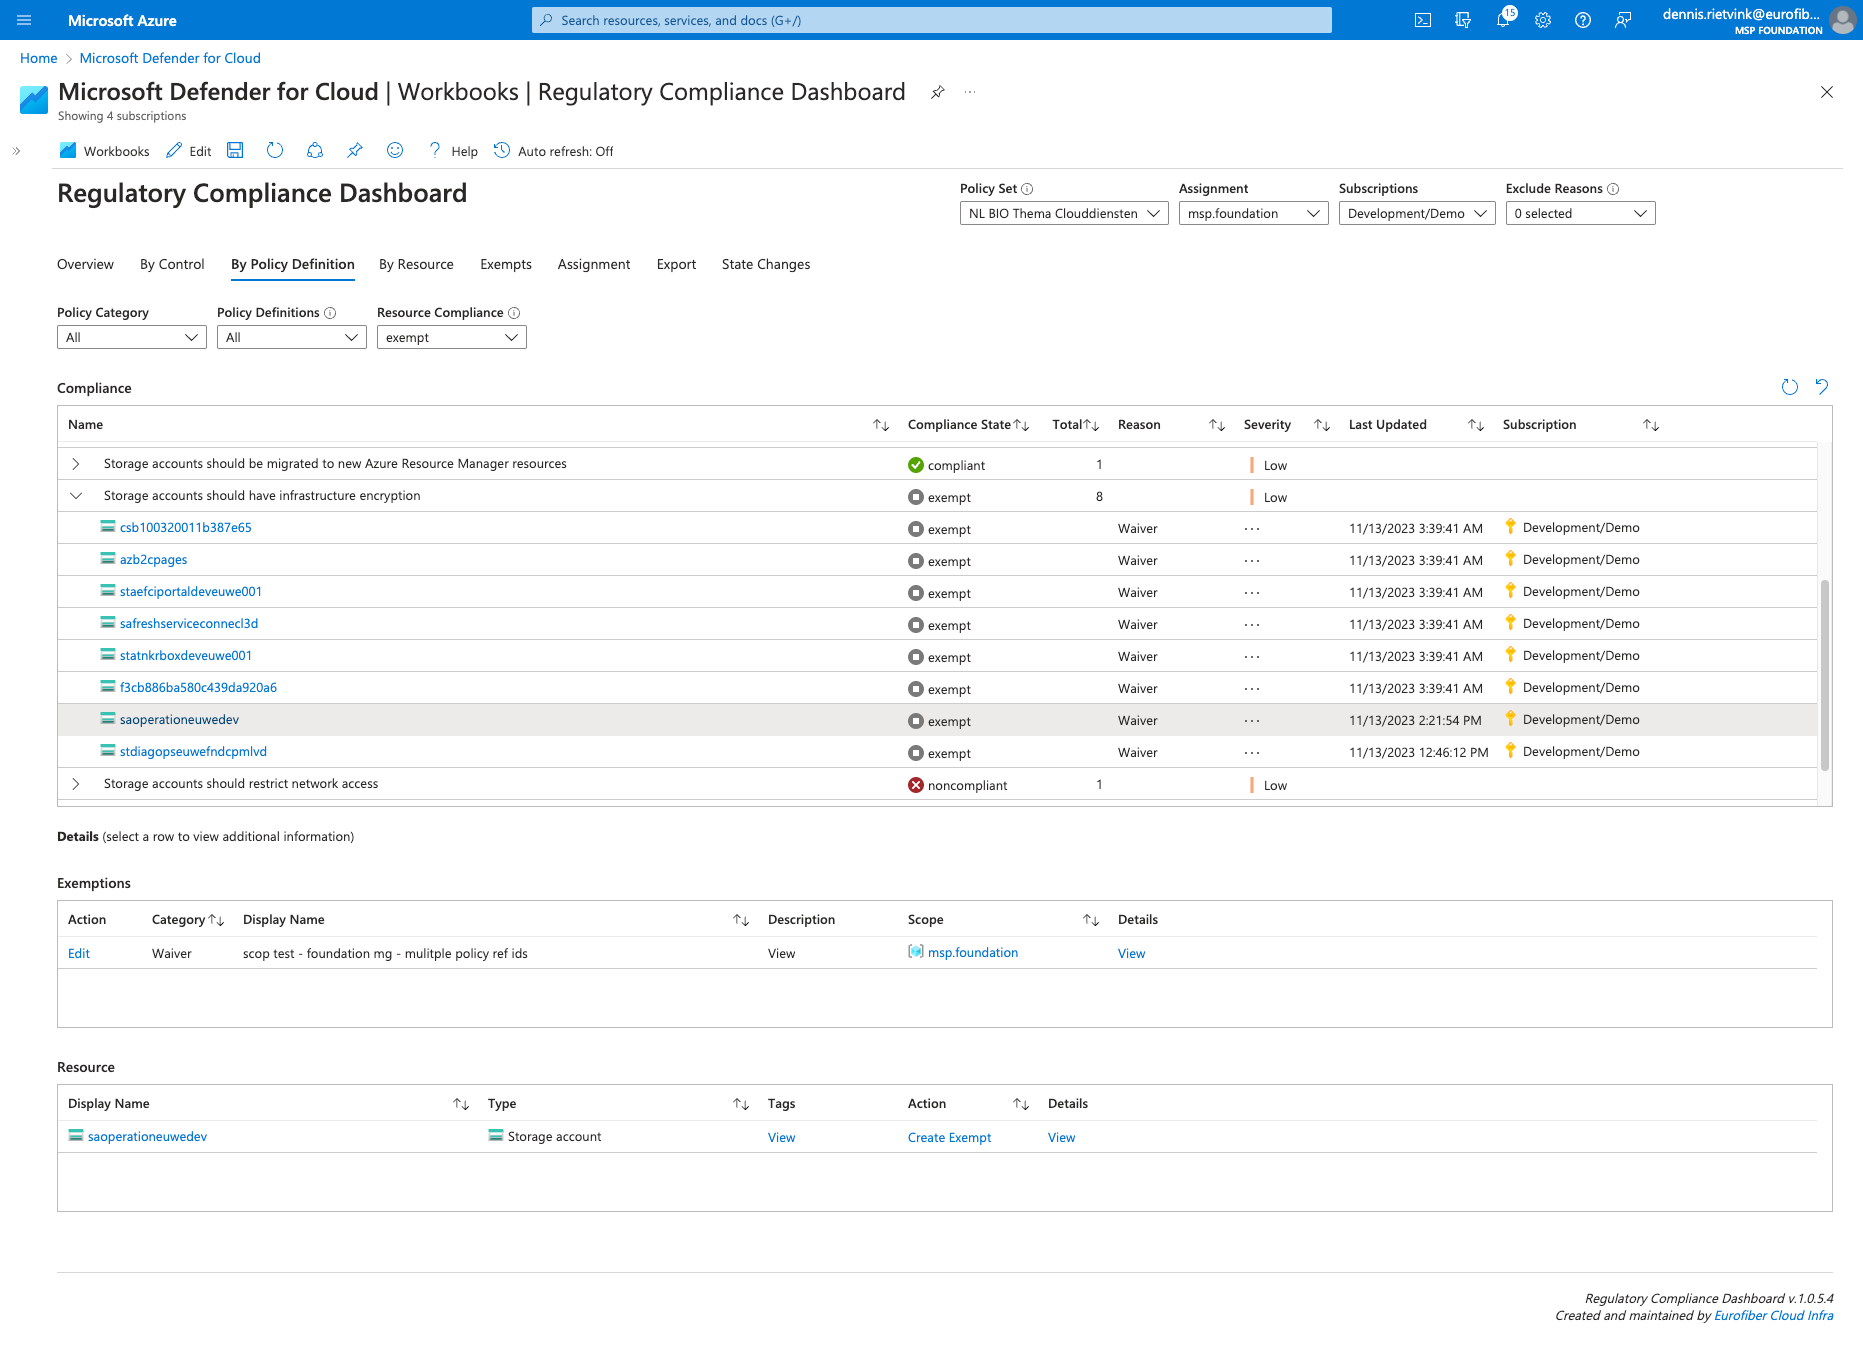 Microsoft Azure
Search resources, services, and docs (G+/)
15
dennis.rietvink@eurofib...
MSP FOUNDATION
Home > Microsoft Defender for Cloud
Microsoft Defender for Cloud | Workbooks | Regulatory Compliance Dashboard ...
Showing 4 subscriptions
Workbooks Edit ? Help Auto refresh: Off
Regulatory Compliance Dashboard
Policy Set Assignment Subscriptions Exclude Reasons
NL BIO Thema Clouddiensten msp.foundation Development/Demo 0 selected
Overview By Control By Policy Definition By Resource Exempts Assignment Export State Changes
Policy Category Policy Definitions Resource Compliance
All All exempt
Compliance
Name Compliance State Total Reason Severity Last Updated Subscription
Storage accounts should be migrated to new Azure Resource Manager resources compliant 1 Low
Storage accounts should have infrastructure encryption exempt 8 Low
csb100320011b387e65 exempt Waiver ... 11/13/2023 3:39:41 AM Development/Demo
azb2cpages exempt Waiver ... 11/13/2023 3:39:41 AM Development/Demo
staefciportaldeveuwe001 exempt Waiver ... 11/13/2023 3:39:41 AM Development/Demo
safreshserviceconnecl3d exempt Waiver ... 11/13/2023 3:39:41 AM Development/Demo
statnkrboxdeveuwe001 exempt Waiver ... 11/13/2023 3:39:41 AM Development/Demo
f3cb886ba580c439da920a6 exempt Waiver ... 11/13/2023 3:39:41 AM Development/Demo
saoperationeuwedev exempt Waiver ... 11/13/2023 2:21:54 PM Development/Demo
stdiagopseuwefndcpmlvd exempt Waiver ... 11/13/2023 12:46:12 PM Development/Demo
Storage accounts should restrict network access noncompliant 1 Low
Details (select a row to view additional information)
Exemptions
Action Category Display Name Description Scope Details
Edit Waiver scop test - foundation mg - mulitple policy ref ids View msp.foundation View
Resource
Display Name Type Tags Action Details
saoperationeuwedev Storage account View Create Exempt View
Regulatory Compliance Dashboard v.1.0.5.4
Created and maintained by Eurofiber Cloud Infra